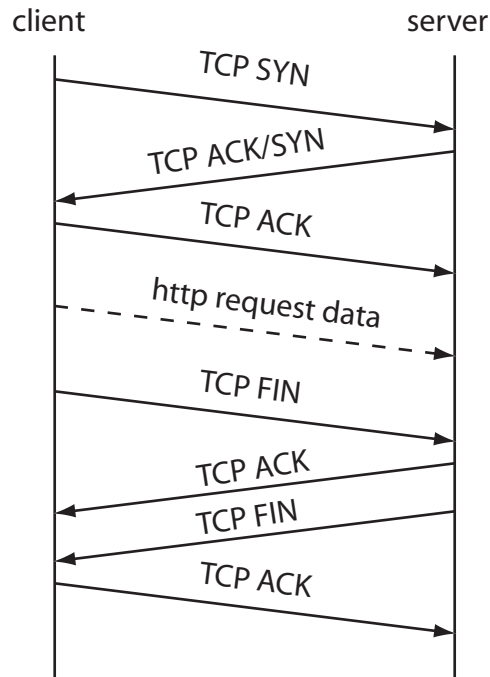 client
server
TCP SYN
TCP ACK/SYN
TCP ACK
http request data
TCP FIN
TCP ACK
TCP FIN
TCP ACK